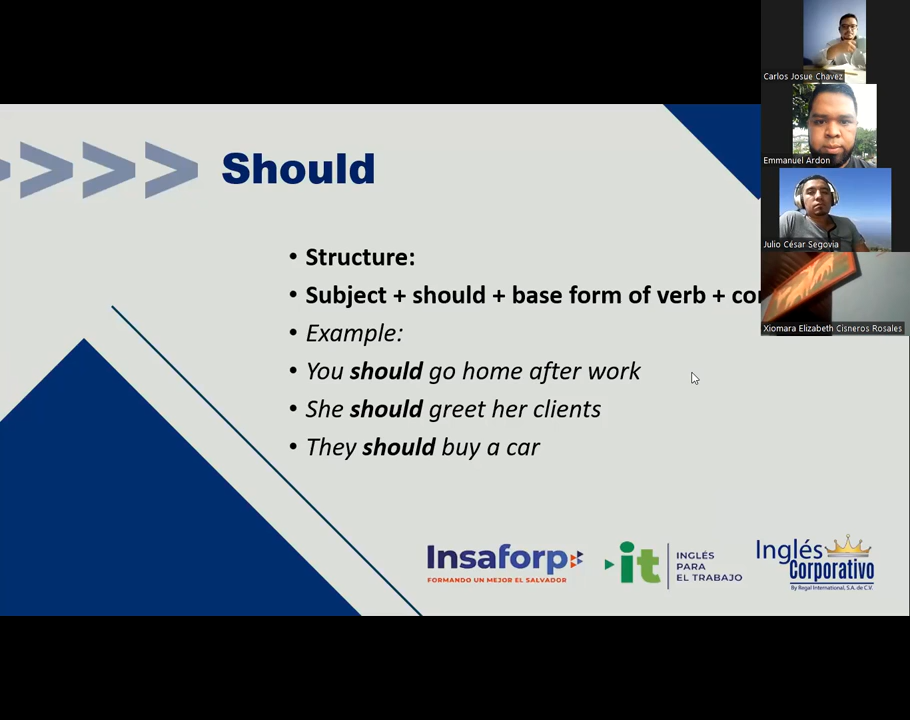 Should
• Structure:
• Subject + should + base form of verb +
• Example:
• You should go home after work
• She should greet her clients
• They should buy a car
Insaforp
FORMANDO UN MEJOR EL SALVADOR
it
INGLÉS
PARA
EL TRABAJO
Inglés
Corporativo
By Regal International, S.A. de C.V.
Carlos Josue Chavez
Emmanuel Ardon
Julio César Segovia
Xiomara Elizabeth Cisneros Rosales